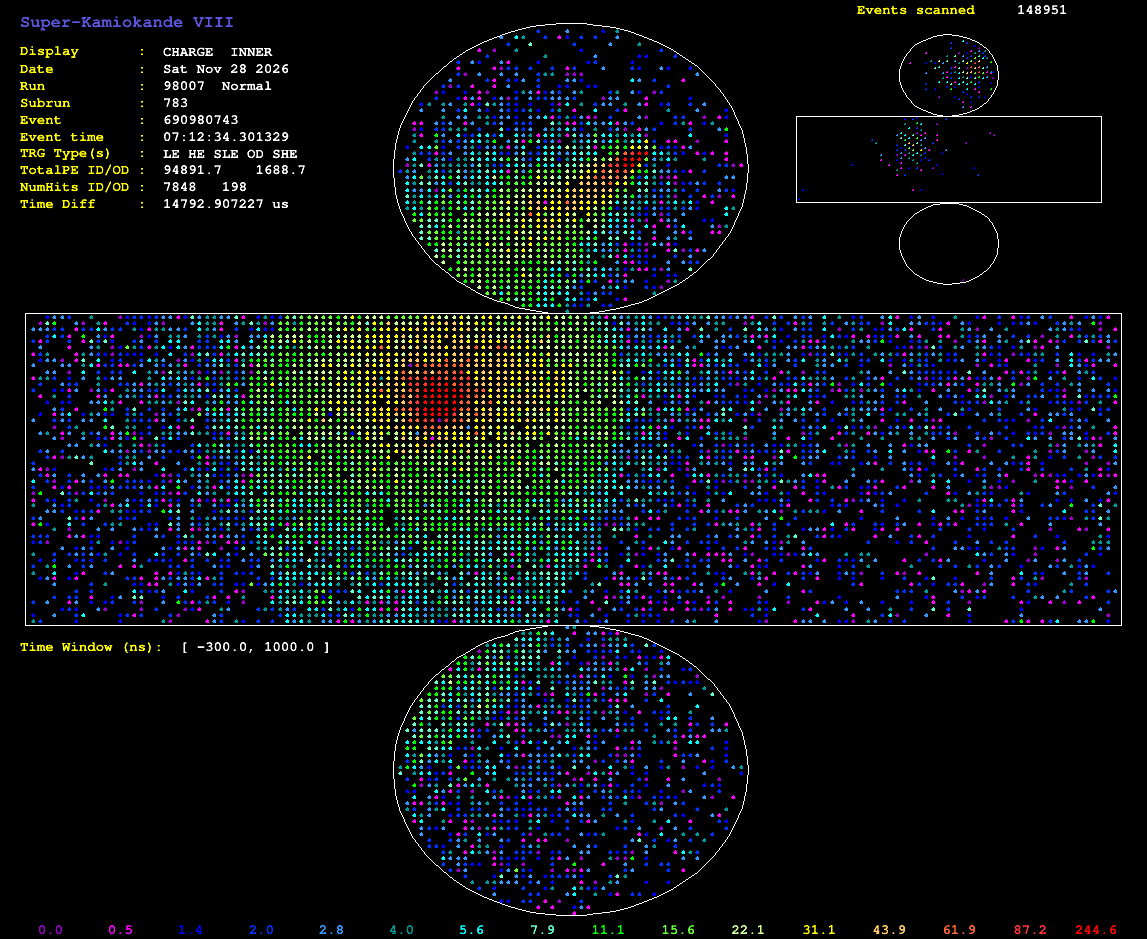 Super-Kamiokande VIII
Events scanned 148951
Display : CHARGE INNER
Date : Sat Nov 28 2026
Run : 98007 Normal
Subrun : 783
Event : 690980743
Event time : 07:12:34.301329
TRG Type(s) : LE HE SLE OD SHE
TotalPE ID/OD : 94891.7 1688.7
NumHits ID/OD : 7848 198
Time Diff : 14792.907227 us
Time Window (ns): [ -300.0, 1000.0 ]
0.0 0.5 1.4 2.0 2.8 4.0 5.6 7.9 11.1 15.6 22.1 31.1 43.9 61.9 87.2 244.6